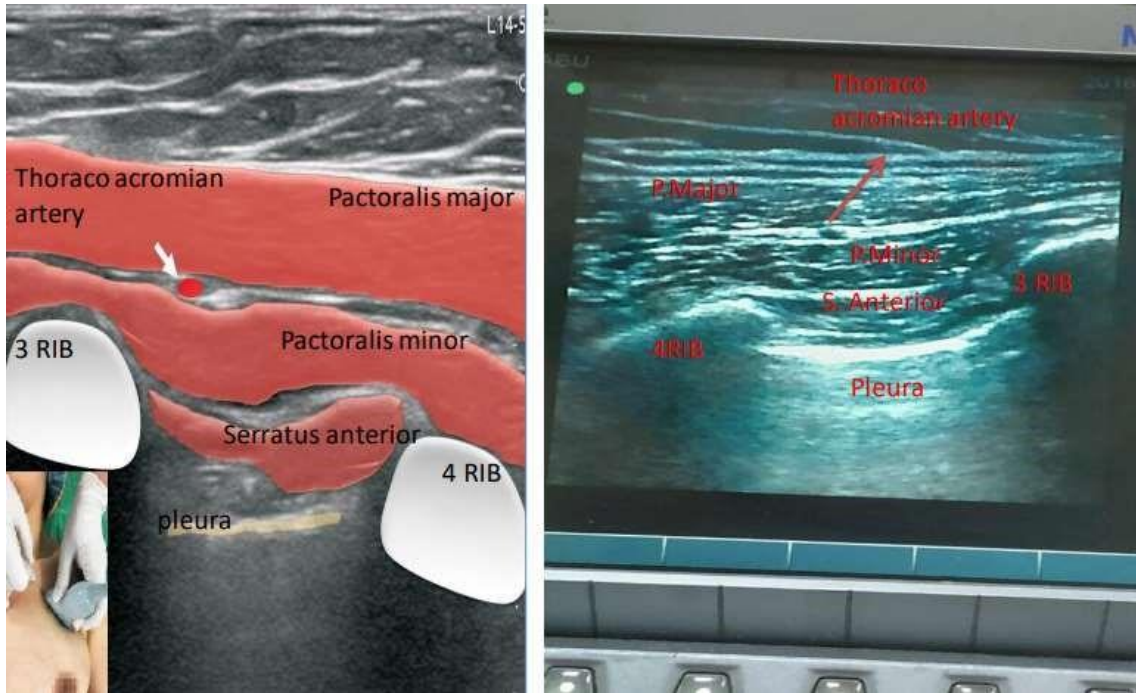 L14-5
Thoraco acromian
artery
Pactoralis major
Pactoralis minor
3 RIB
Serratus anterior
4 RIB
pleura
Thoraco
acromian artery
P.Major
P.Minor
S. Anterior
3 RIB
4RIB
Pleura